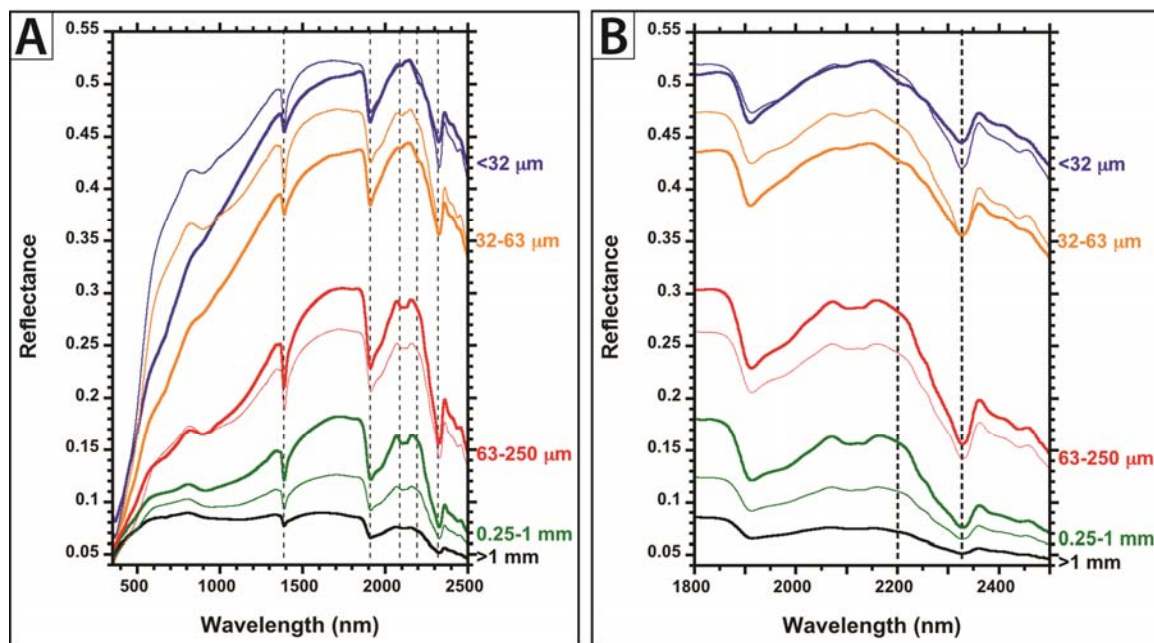 A
0.55
0.5
0.45
0.4
0.35
0.3
0.25
0.2
0.15
0.1
0.05
Reflectance
500 1000 1500 2000 2500
Wavelength (nm)
<32 μm
32-63 μm
63-250 μm
0.25-1 mm
>1 mm
B
0.55
0.5
0.45
0.4
0.35
0.3
0.25
0.2
0.15
0.1
0.05
Reflectance
1800 2000 2200 2400
Wavelength (nm)
<32 μm
32-63 μm
63-250 μm
0.25-1 mm
>1 mm